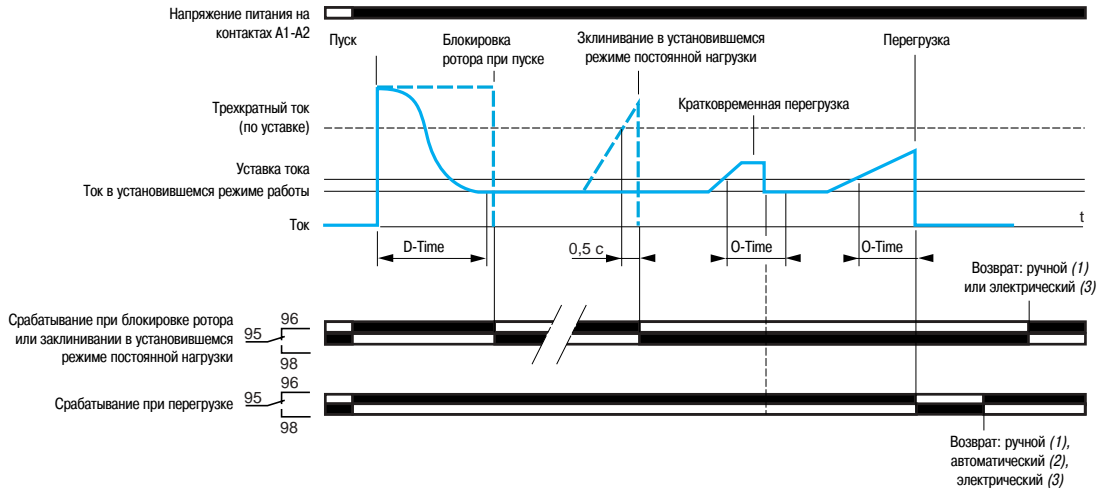 Напряжение питания на
контактах А1-А2
Пуск
Блокировка
ротора при пуске
Зклинивание в установившемся
режиме постоянной нагрузки
Перегрузка
Трехкратный ток
(по уставке)
Кратковременная перегрузка
Уставка тока
Ток в установившемся режиме работы
Ток
t
D-Time
0,5 с
O-Time
O-Time
Возврат: ручной (1)
или электрический (3)
Срабатывание при блокировке ротора
или заклинивании в установившемся
режиме постоянной нагрузки
95
96
98
Срабатывание при перегрузке
95
96
98
Возврат: ручной (1),
автоматический (2),
электрический (3)